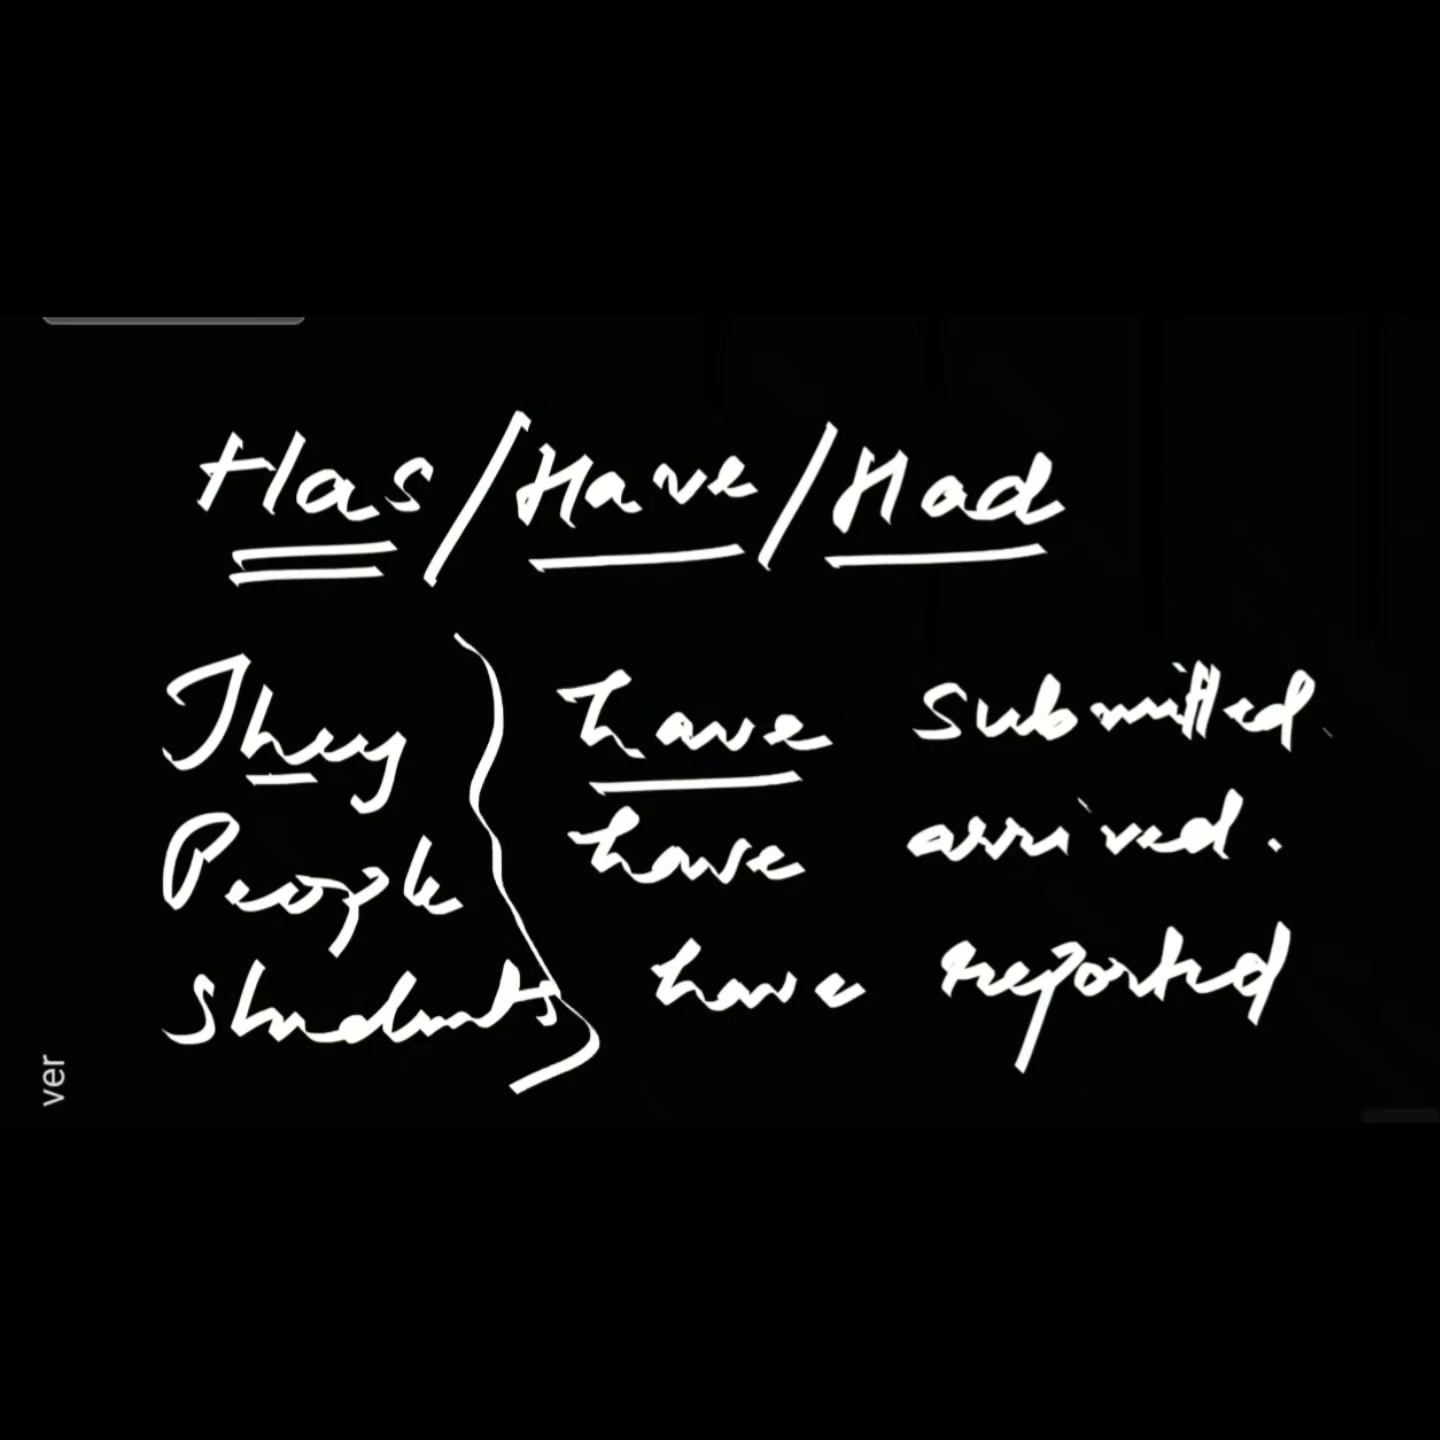 Has/Have/Had
They } have submitted.
People have arrived.
Students have reported
ver